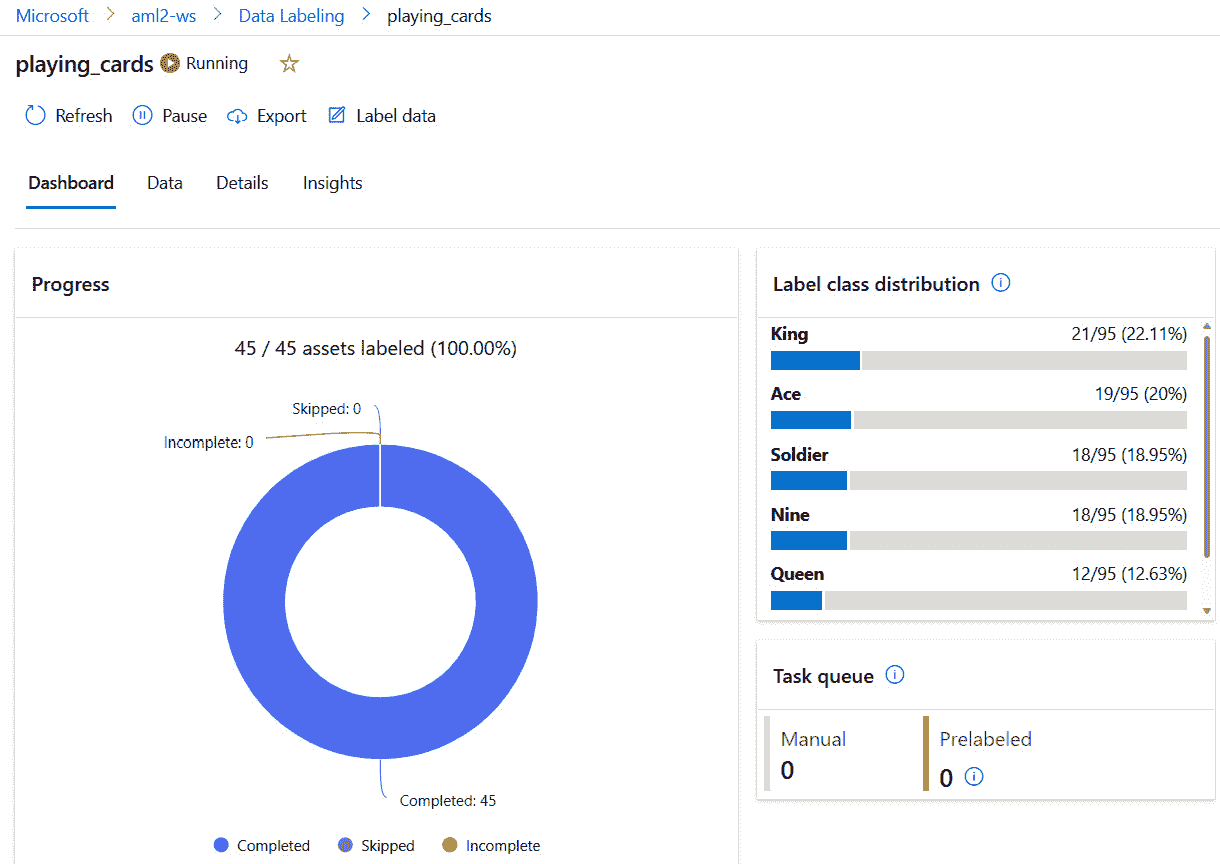 Microsoft > aml2-ws > Data Labeling > playing_cards
playing_cards Running
Refresh Pause Export Label data
Dashboard Data Details Insights
Progress
45 / 45 assets labeled (100.00%)
Skipped: 0
Incomplete: 0
Completed: 45
Completed Skipped Incomplete
Label class distribution
King 21/95 (22.11%)
Ace 19/95 (20%)
Soldier 18/95 (18.95%)
Nine 18/95 (18.95%)
Queen 12/95 (12.63%)
Task queue
Manual
0
Prelabeled
0